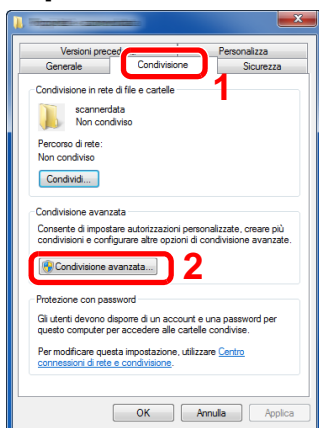 Versioni preced
Personalizza
Generale
Condivisione
Sicurezza
1
Condivisione in rete di file e cartelle
scannerdata
Non condiviso
Percorso di rete:
Non condiviso
Condividi...
Condivisione avanzata
Consente di impostare autorizzazioni personalizzate, creare più
condivisioni e configurare altre opzioni di condivisione avanzate.
Condivisione avanzata...
2
Protezione con password
Gli utenti devono disporre di un account e una password per
questo computer per accedere alle cartelle condivise.
Per modificare questa impostazione, utilizzare Centro
connessioni di rete e condivisione.
OK
Annulla
Applica